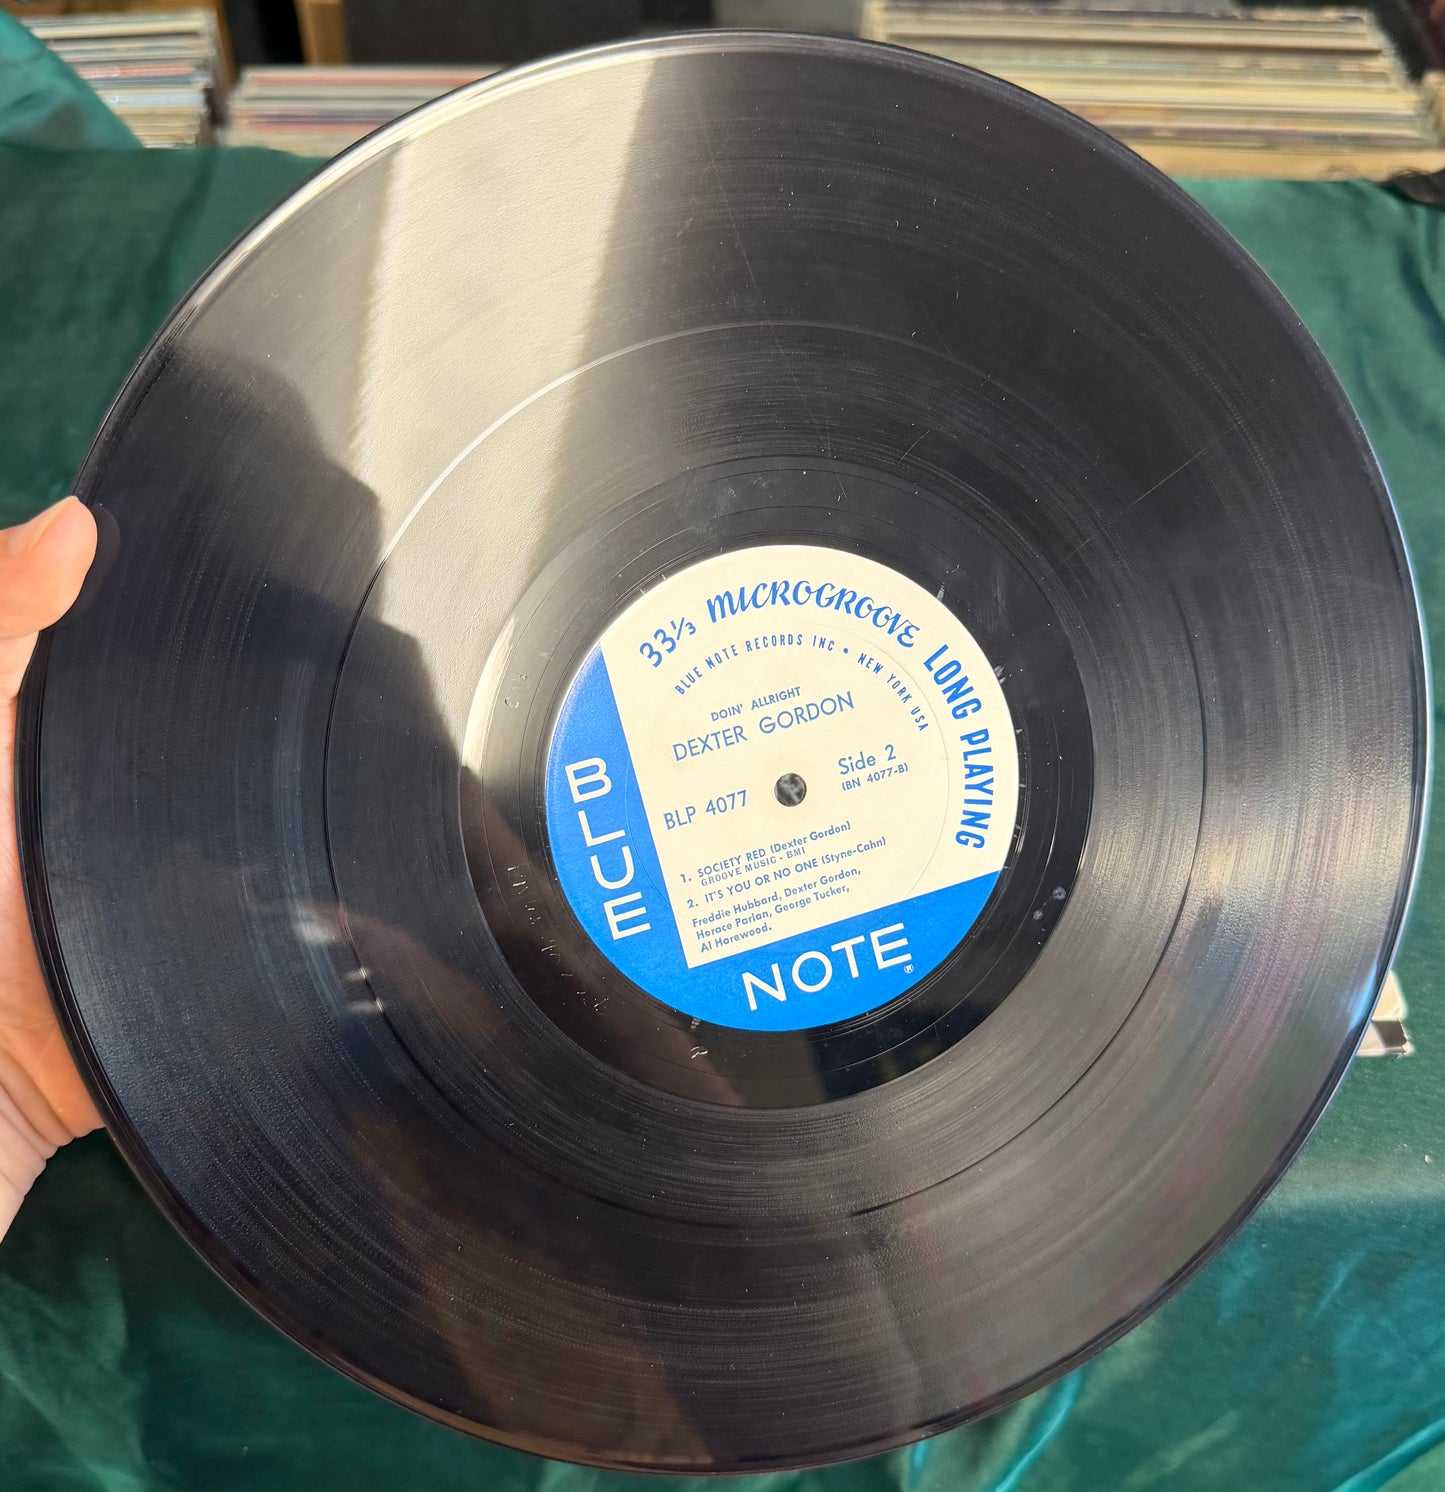 33⅓ MICROGROOVE LONG PLAYING
BLUE NOTE RECORDS INC • NEW YORK USA
DOIN' ALLRIGHT
DEXTER GORDON
BLP 4077
Side 2
(BN 4077-B)
1. SOCIETY RED (Dexter Gordon)
GROOVE MUSIC - BMI
2. IT'S YOU OR NO ONE (Styne-Cahn)
Freddie Hubbard, Dexter Gordon,
Horace Parlan, George Tucker,
Al Harewood.
BLUE
NOTE®